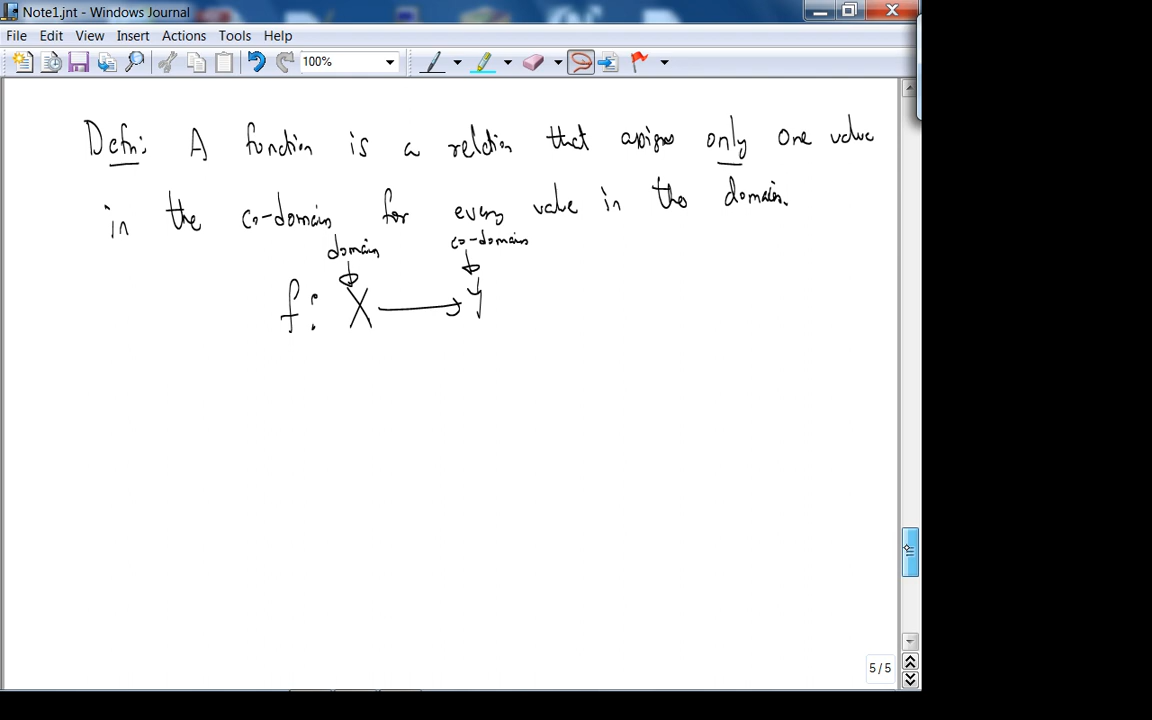 Note1.jnt - Windows Journal
File Edit View Insert Actions Tools Help
100%
Defn: A function is a relation that assigns only one value
in the co-domain for every value in the domain.
domain co-domain
f: X → Y
5 / 5